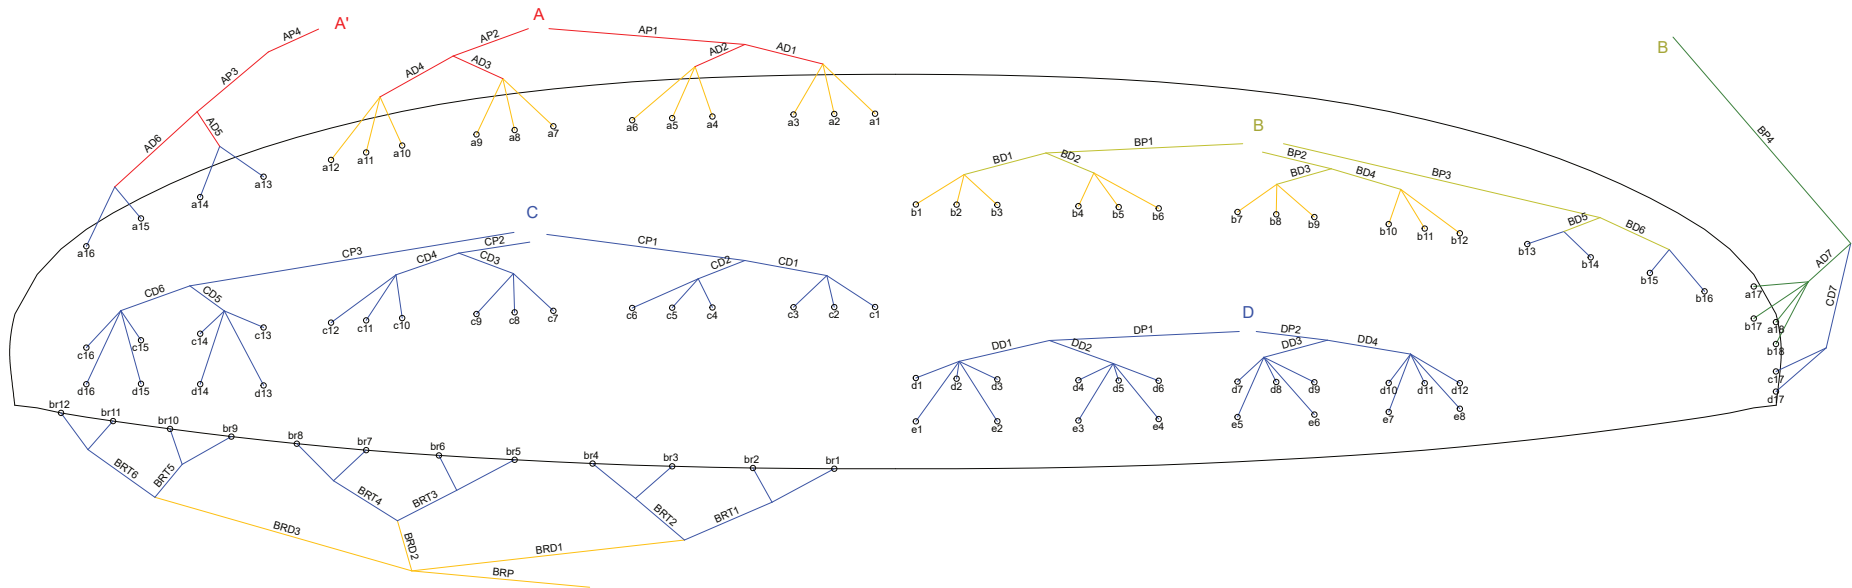 A'
A
AP4
AP3
AP2
AP1
AD1
AD2
AD3
AD4
AD5
AD6
a1
a2
a3
a4
a5
a6
a7
a8
a9
a10
a11
a12
a13
a14
a15
a16
B
BP1
BP2
BP3
BD1
BD2
BD3
BD4
BD5
BD6
b1
b2
b3
b4
b5
b6
b7
b8
b9
b10
b11
b12
b13
b14
b15
b16
B
BP4
AD7
CD7
a17
b17
a18
b18
c17
d17
C
CP3
CP2
CP1
CD6
CD5
CD4
CD3
CD2
CD1
c16
c15
c14
c13
c12
c11
c10
c9
c8
c7
c6
c5
c4
c3
c2
c1
d16
d15
d14
d13
D
DP1
DP2
DD1
DD2
DD3
DD4
d1
d2
d3
d4
d5
d6
d7
d8
d9
d10
d11
d12
e1
e2
e3
e4
e5
e6
e7
e8
br12
br11
br10
br9
br8
br7
br6
br5
br4
br3
br2
br1
BRT6
BRT5
BRT4
BRT3
BRT2
BRT1
BRD3
BRD2
BRD1
BRP